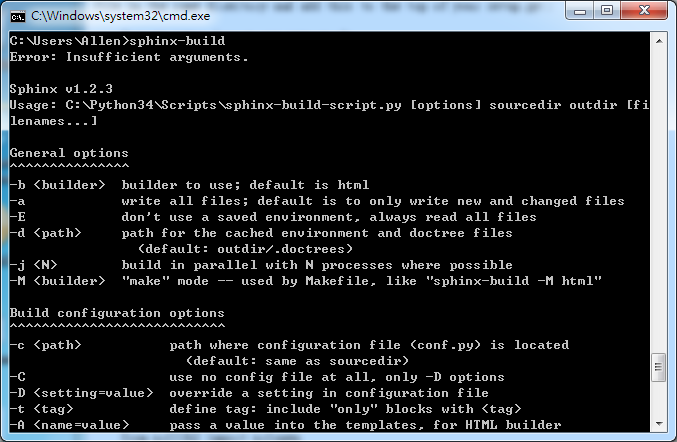 C:\Windows\system32\cmd.exe
C:\Users\Allen>sphinx-build
Error: Insufficient arguments.
Sphinx v1.2.3
Usage: C:\Python34\Scripts\sphinx-build-script.py [options] sourcedir outdir [fi
lenames...]
General options
^^^^^^^^^^^^^^^
-b <builder>  builder to use; default is html
-a            write all files; default is to only write new and changed files
-E            don't use a saved environment, always read all files
-d <path>     path for the cached environment and doctree files
                (default: outdir/.doctrees)
-j <N>        build in parallel with N processes where possible
-M <builder>  "make" mode -- used by Makefile, like "sphinx-build -M html"
Build configuration options
^^^^^^^^^^^^^^^^^^^^^^^^^^^
-c <path>           path where configuration file (conf.py) is located
                      (default: same as sourcedir)
-C                  use no config file at all, only -D options
-D <setting=value>  override a setting in configuration file
-t <tag>            define tag: include "only" blocks with <tag>
-A <name=value>     pass a value into the templates, for HTML builder